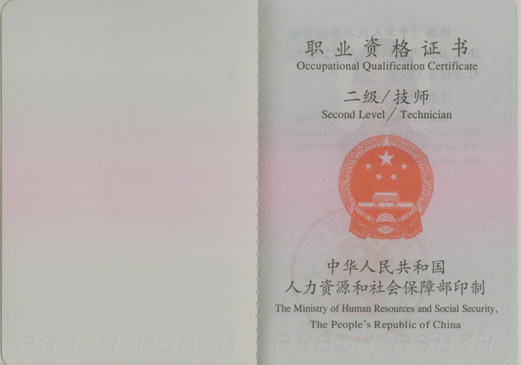 职业资格证书
Occupational Qualification Certificate
二级/技师
Second Level/Technician
中华人民共和国
人力资源和社会保障部印制
The Ministry of Human Resources and Social Security,
The People's Republic of China
RSBZH RSBZH RSBZH RSBZH